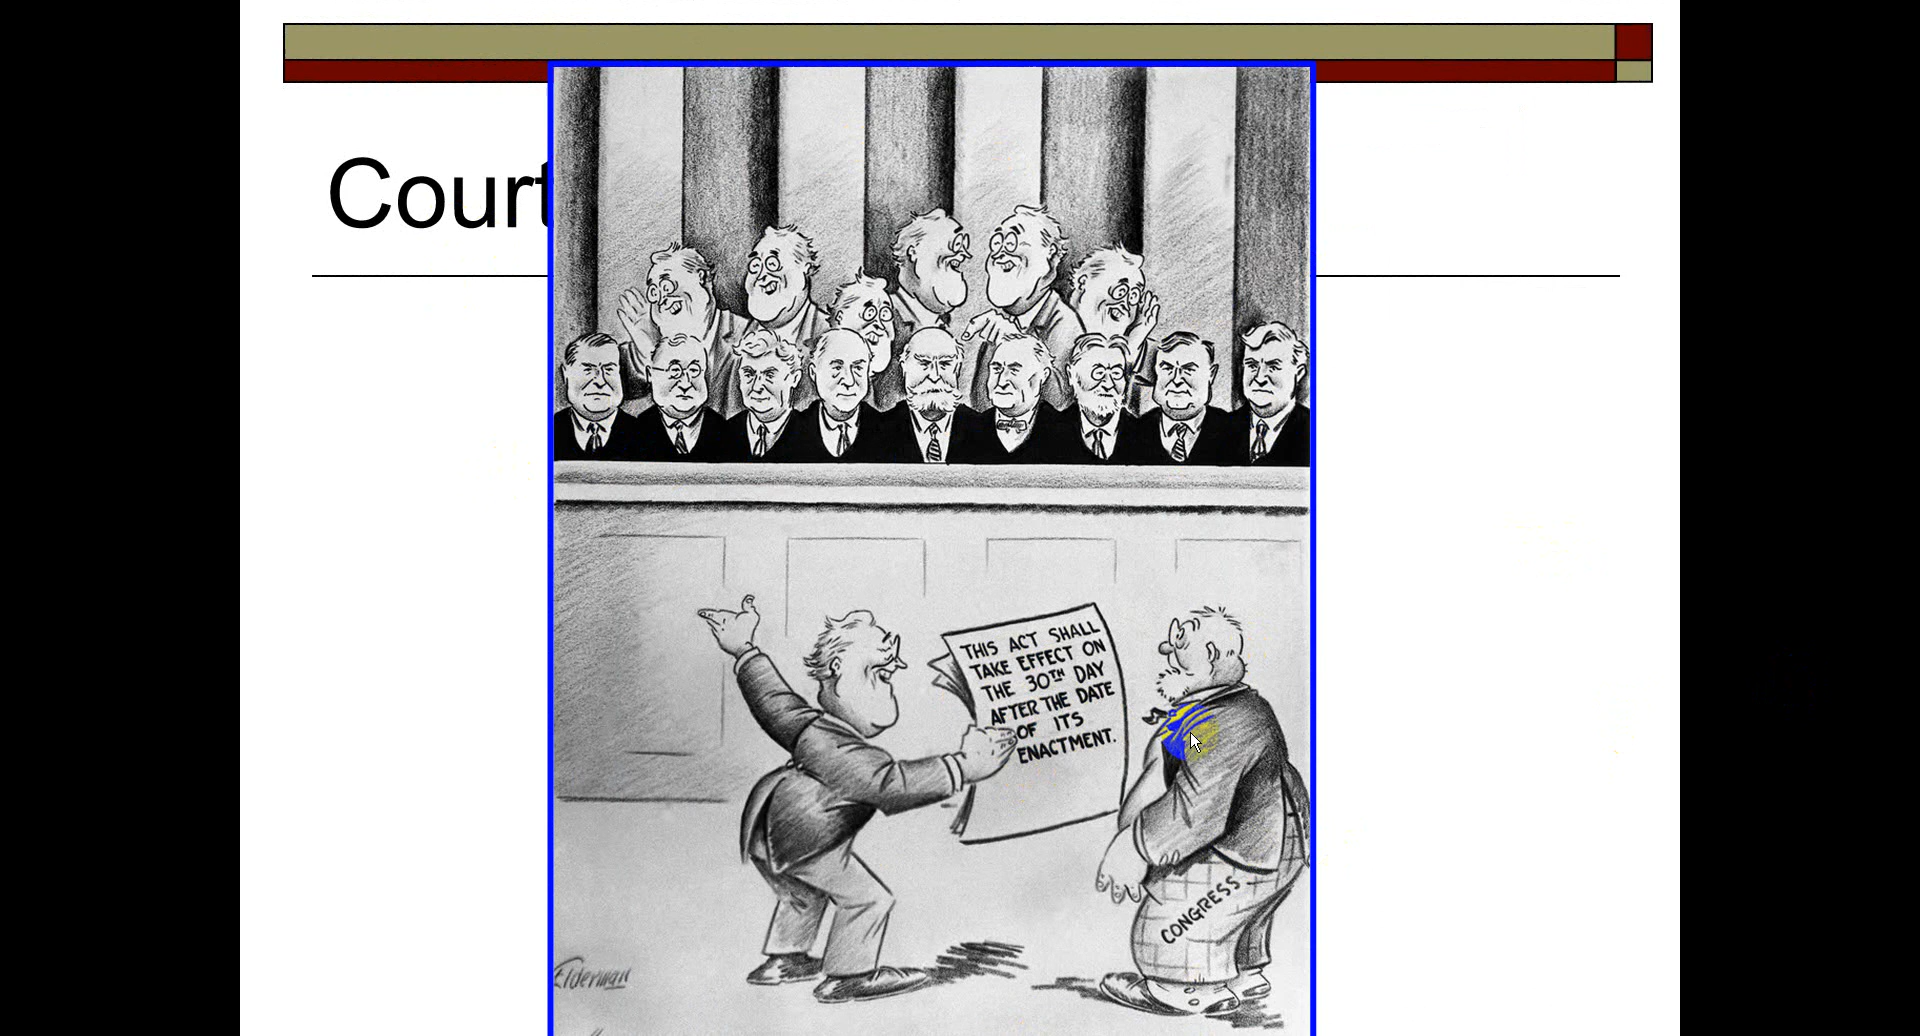 Court
THIS ACT SHALL
TAKE EFFECT ON
THE 30TH DAY
AFTER THE DATE
OF ITS
ENACTMENT.
CONGRESS
Elderman